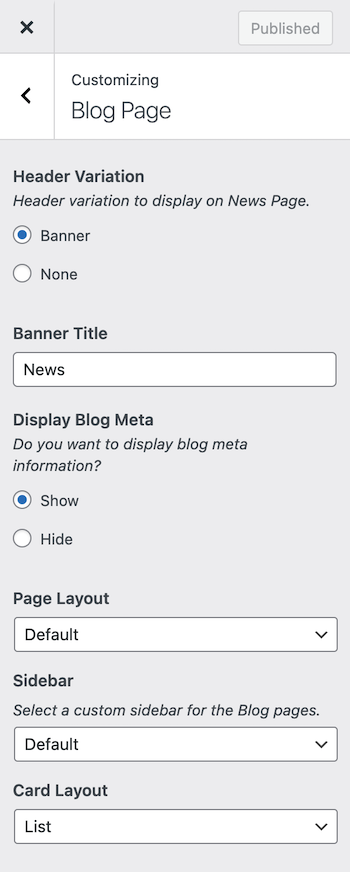 Published
Customizing
Blog Page
Header Variation
Header variation to display on News Page.
Banner
None
Banner Title
News
Display Blog Meta
Do you want to display blog meta
information?
Show
Hide
Page Layout
Default
Sidebar
Select a custom sidebar for the Blog pages.
Default
Card Layout
List